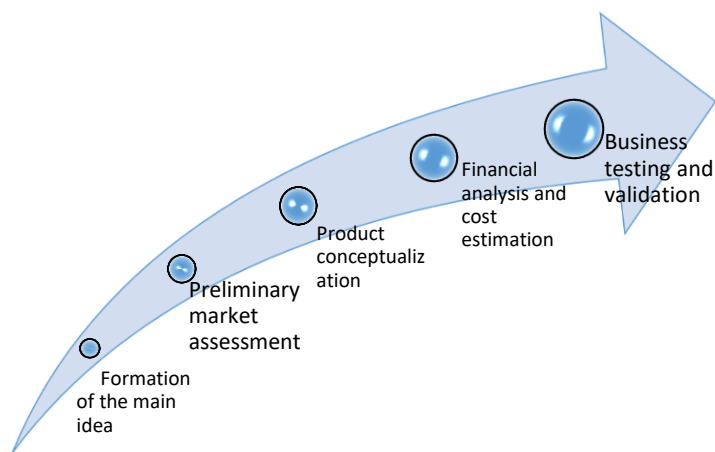 Formation
of the main
idea
Preliminary
market
assessment
Product
conceptualiz
ation
Financial
analysis and
cost
estimation
Business
testing and
validation